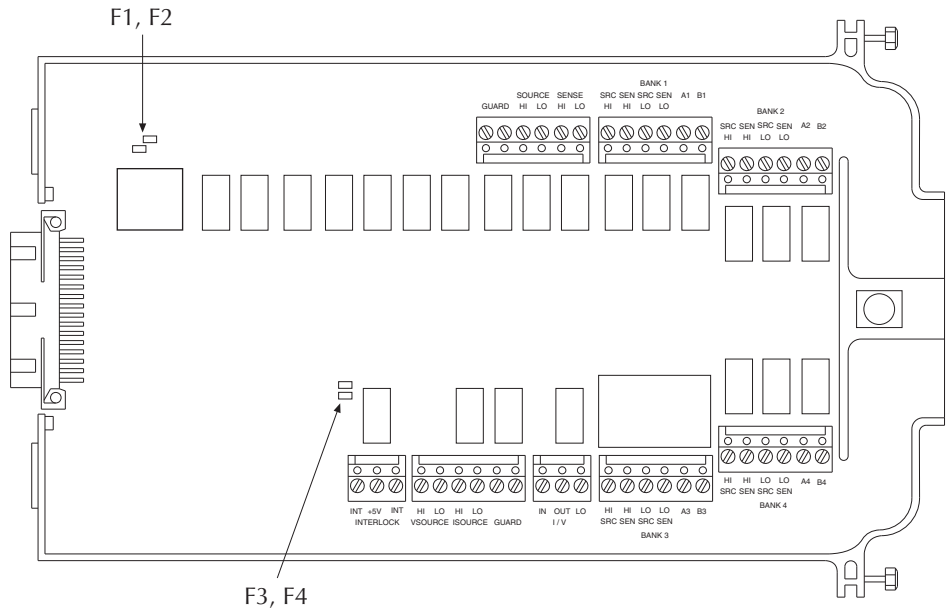 F1, F2
BANK 1
SOURCE SENSE SRC SEN SRC SEN A1 B1
GUARD HI LO HI LO HI HI LO LO
BANK 2
SRC SEN SRC SEN A2 B2
HI HI LO LO
HI HI LO LO A4 B4
SRC SEN SRC SEN
BANK 4
INT +5V INT HI LO HI LO IN OUT LO HI HI LO LO A3 B3
INTERLOCK VSOURCE ISOURCE GUARD I / V SRC SEN SRC SEN
BANK 3
F3, F4